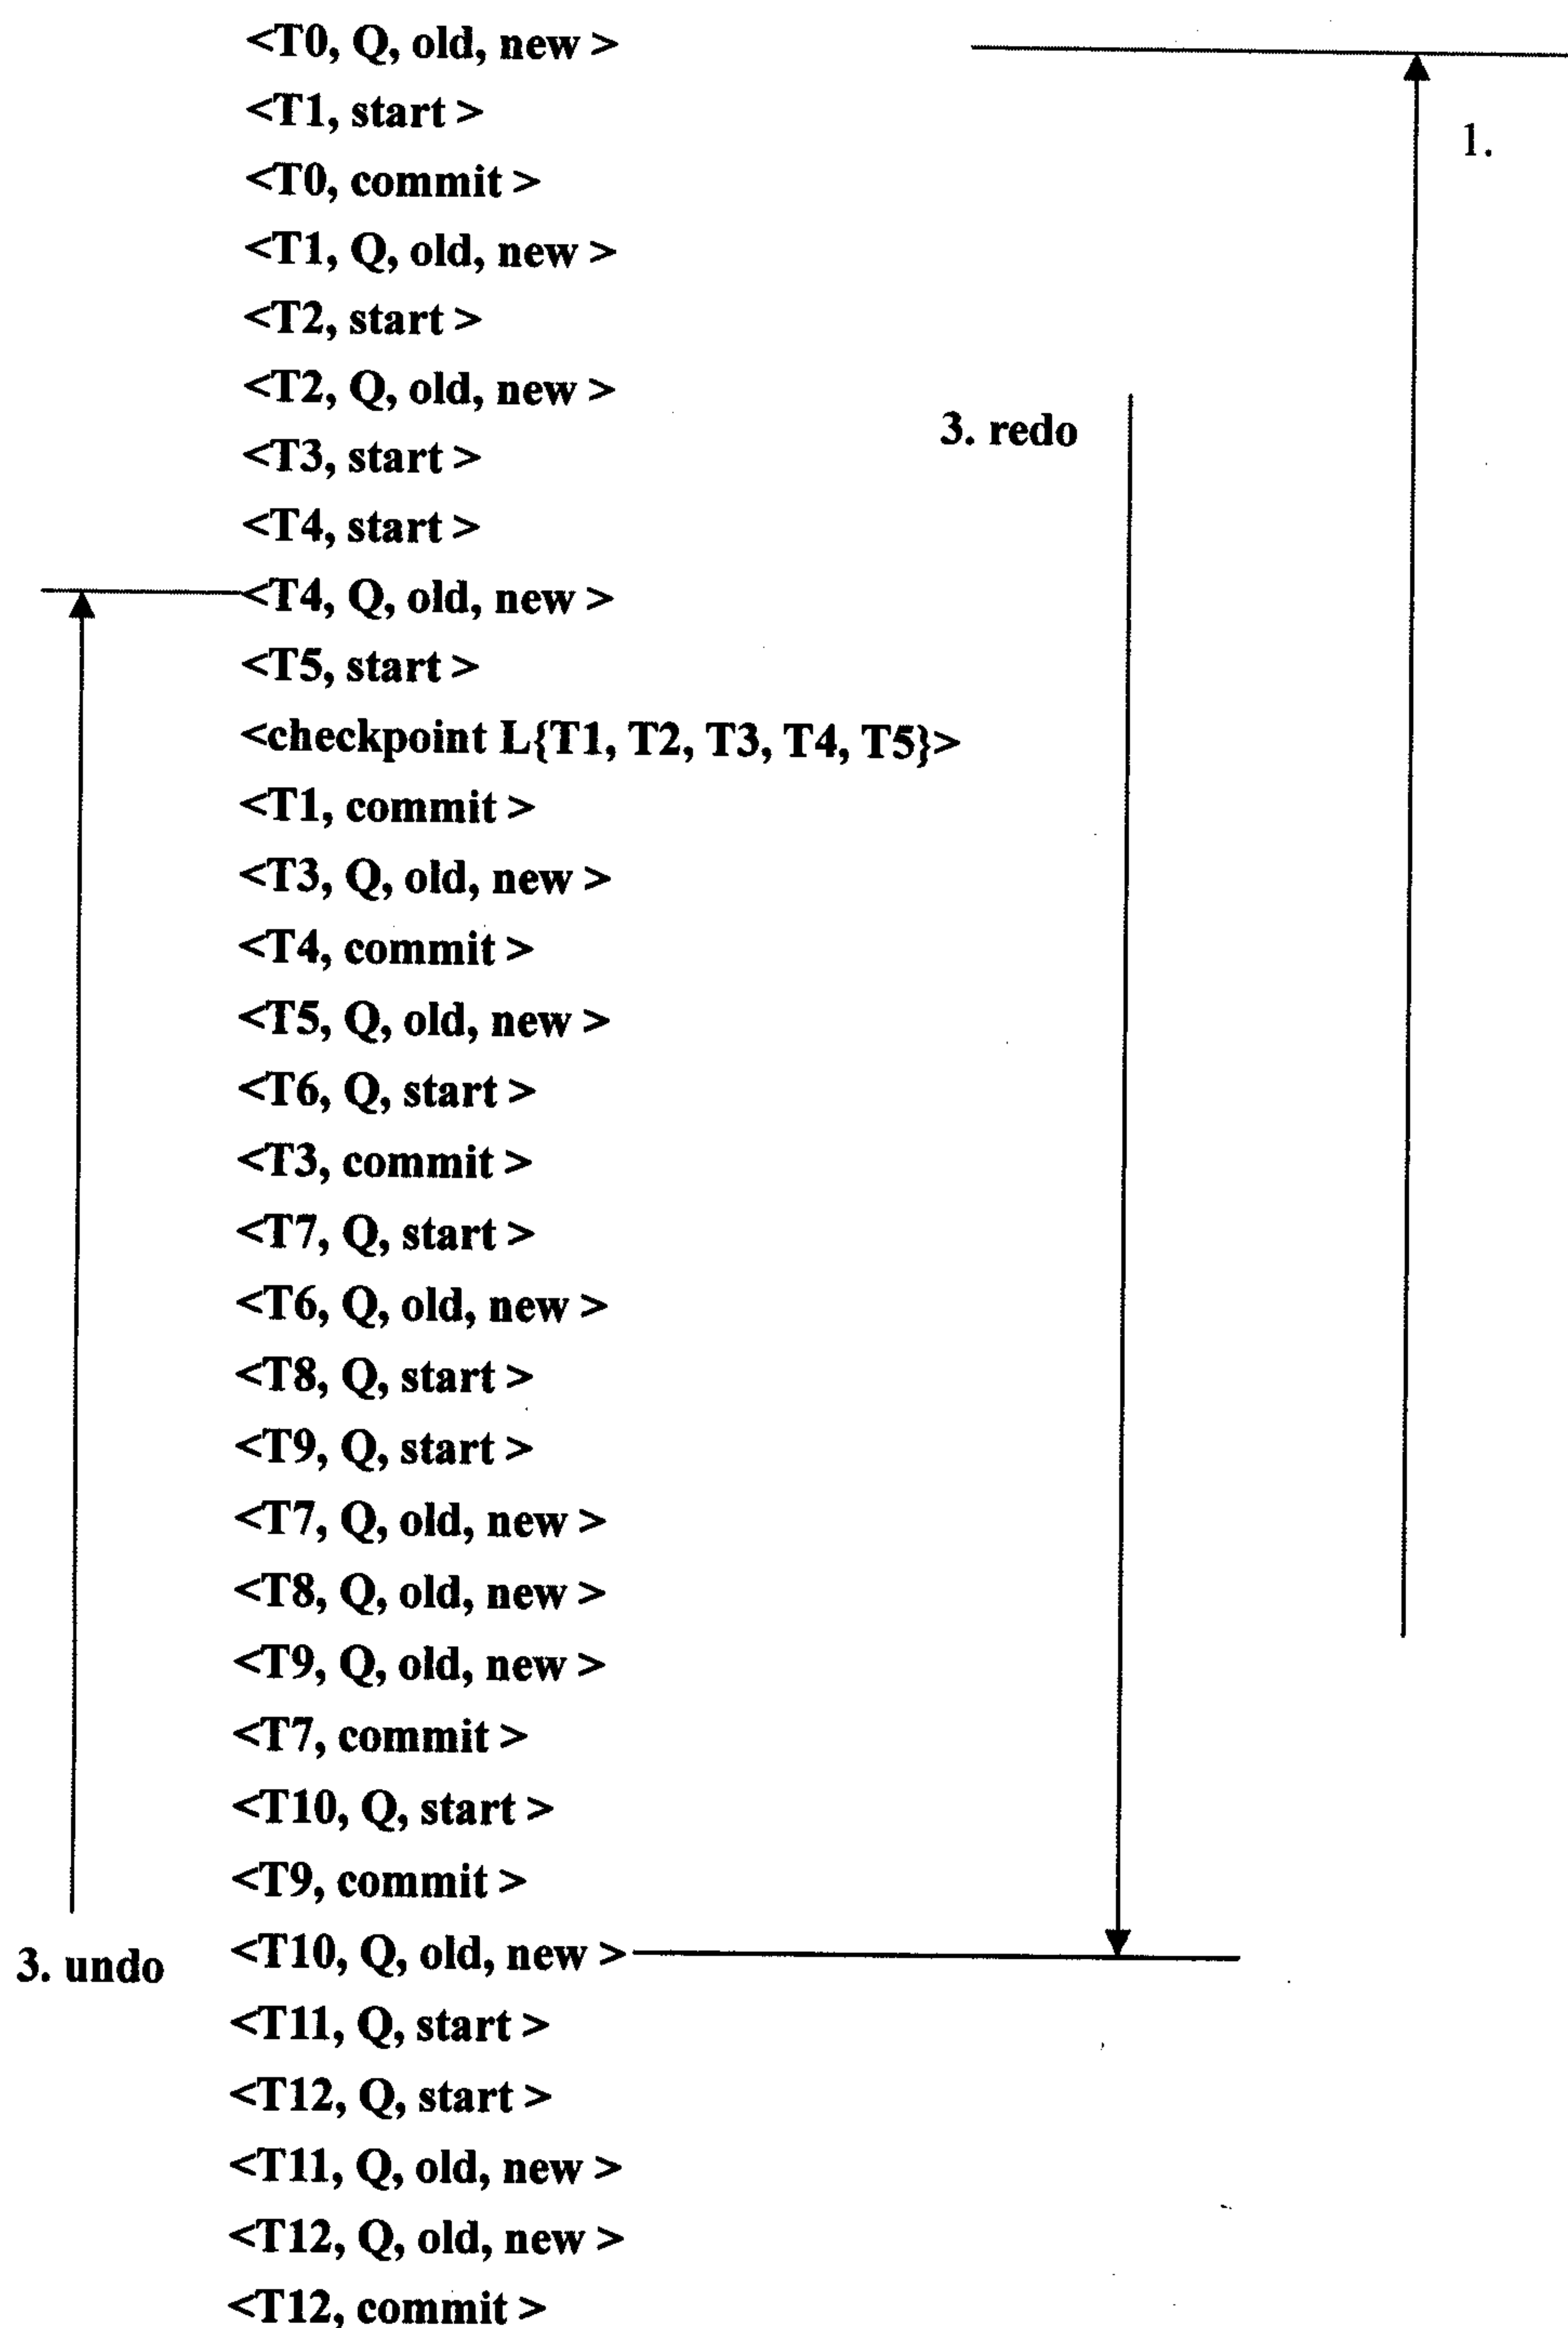 <T0, Q, old, new >
<T1, start >
1.
<T0, commit >
<T1, Q, old, new >
<T2, start >
<T2, Q, old, new >
3. redo
<T3, start >
<T4, start >
<T4, Q, old, new >
<T5, start >
<checkpoint L{T1, T2, T3, T4, T5}>
<T1, commit >
<T3, Q, old, new >
<T4, commit >
<T5, Q, old, new >
<T6, Q, start >
<T3, commit >
<T7, Q, start >
<T6, Q, old, new >
<T8, Q, start >
<T9, Q, start >
<T7, Q, old, new >
<T8, Q, old, new >
<T9, Q, old, new >
<T7, commit >
<T10, Q, start >
<T9, commit >
3. undo
<T10, Q, old, new >
<T11, Q, start >
<T12, Q, start >
<T11, Q, old, new >
<T12, Q, old, new >
<T12, commit >